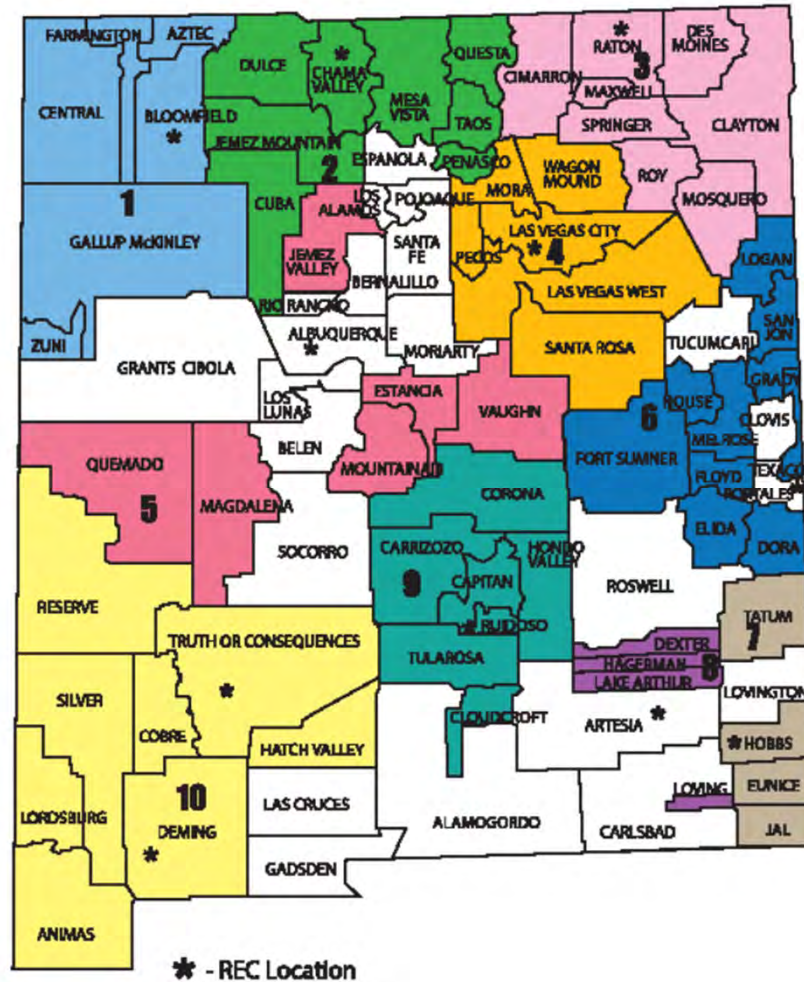 FARMINGTON
AZTEC
DULCE
CHAMA
VALLEY
QUESTA
RATON
DES
MOINES
3
CIMARRON
MAXWELL
CENTRAL
BLOOMFIELD
MESA
VISTA
TAOS
SPRINGER
CLAYTON
JEMEZ MOUNTAIN
ESPANOLA
PENASCO
WAGON
MOUND
ROY
2
MORA
MOSQUERO
1
CUBA
LOS
ALAMOS
POJOAQUE
GALLUP McKINLEY
LAS VEGAS CITY
4
JEMEZ
VALLEY
SANTA
FE
PECOS
LOGAN
BERNALILLO
LAS VEGAS WEST
RIO RANCHO
SAN
JON
ZUNI
ALBUQUERQUE
MORIARTY
SANTA ROSA
TUCUMCARI
GRANTS CIBOLA
GRADY
LOS
LUNAS
ESTANCIA
VAUGHN
HOUSE
6
CLOVIS
BELEN
MELROSE
QUEMADO
MOUNTAINAIR
FORT SUMNER
FLOYD
TEXICO
PORTALES
5
MAGDALENA
CORONA
ELIDA
DORA
SOCORRO
CARRIZOZO
HONDO
VALLEY
9
CAPITAN
ROSWELL
RESERVE
TATUM
7
TRUTH OR CONSEQUENCES
RUIDOSO
DEXTER
TULAROSA
HAGERMAN
8
LAKE ARTHUR
SILVER
LOVINGTON
COBRE
CLOUDCROFT
ARTESIA
HOBBS
HATCH VALLEY
10
LAS CRUCES
LOVING
EUNICE
LORDSBURG
DEMING
ALAMOGORDO
CARLSBAD
JAL
GADSDEN
ANIMAS
* - REC Location